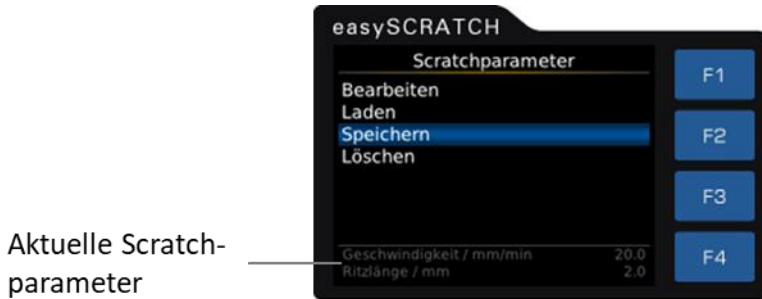 easySCRATCH
Scratchparameter
Bearbeiten
Laden
Speichern
Löschen
Geschwindigkeit / mm/min 20.0
Ritzlänge / mm 2.0
F1
F2
F3
F4
Aktuelle Scratch-
parameter